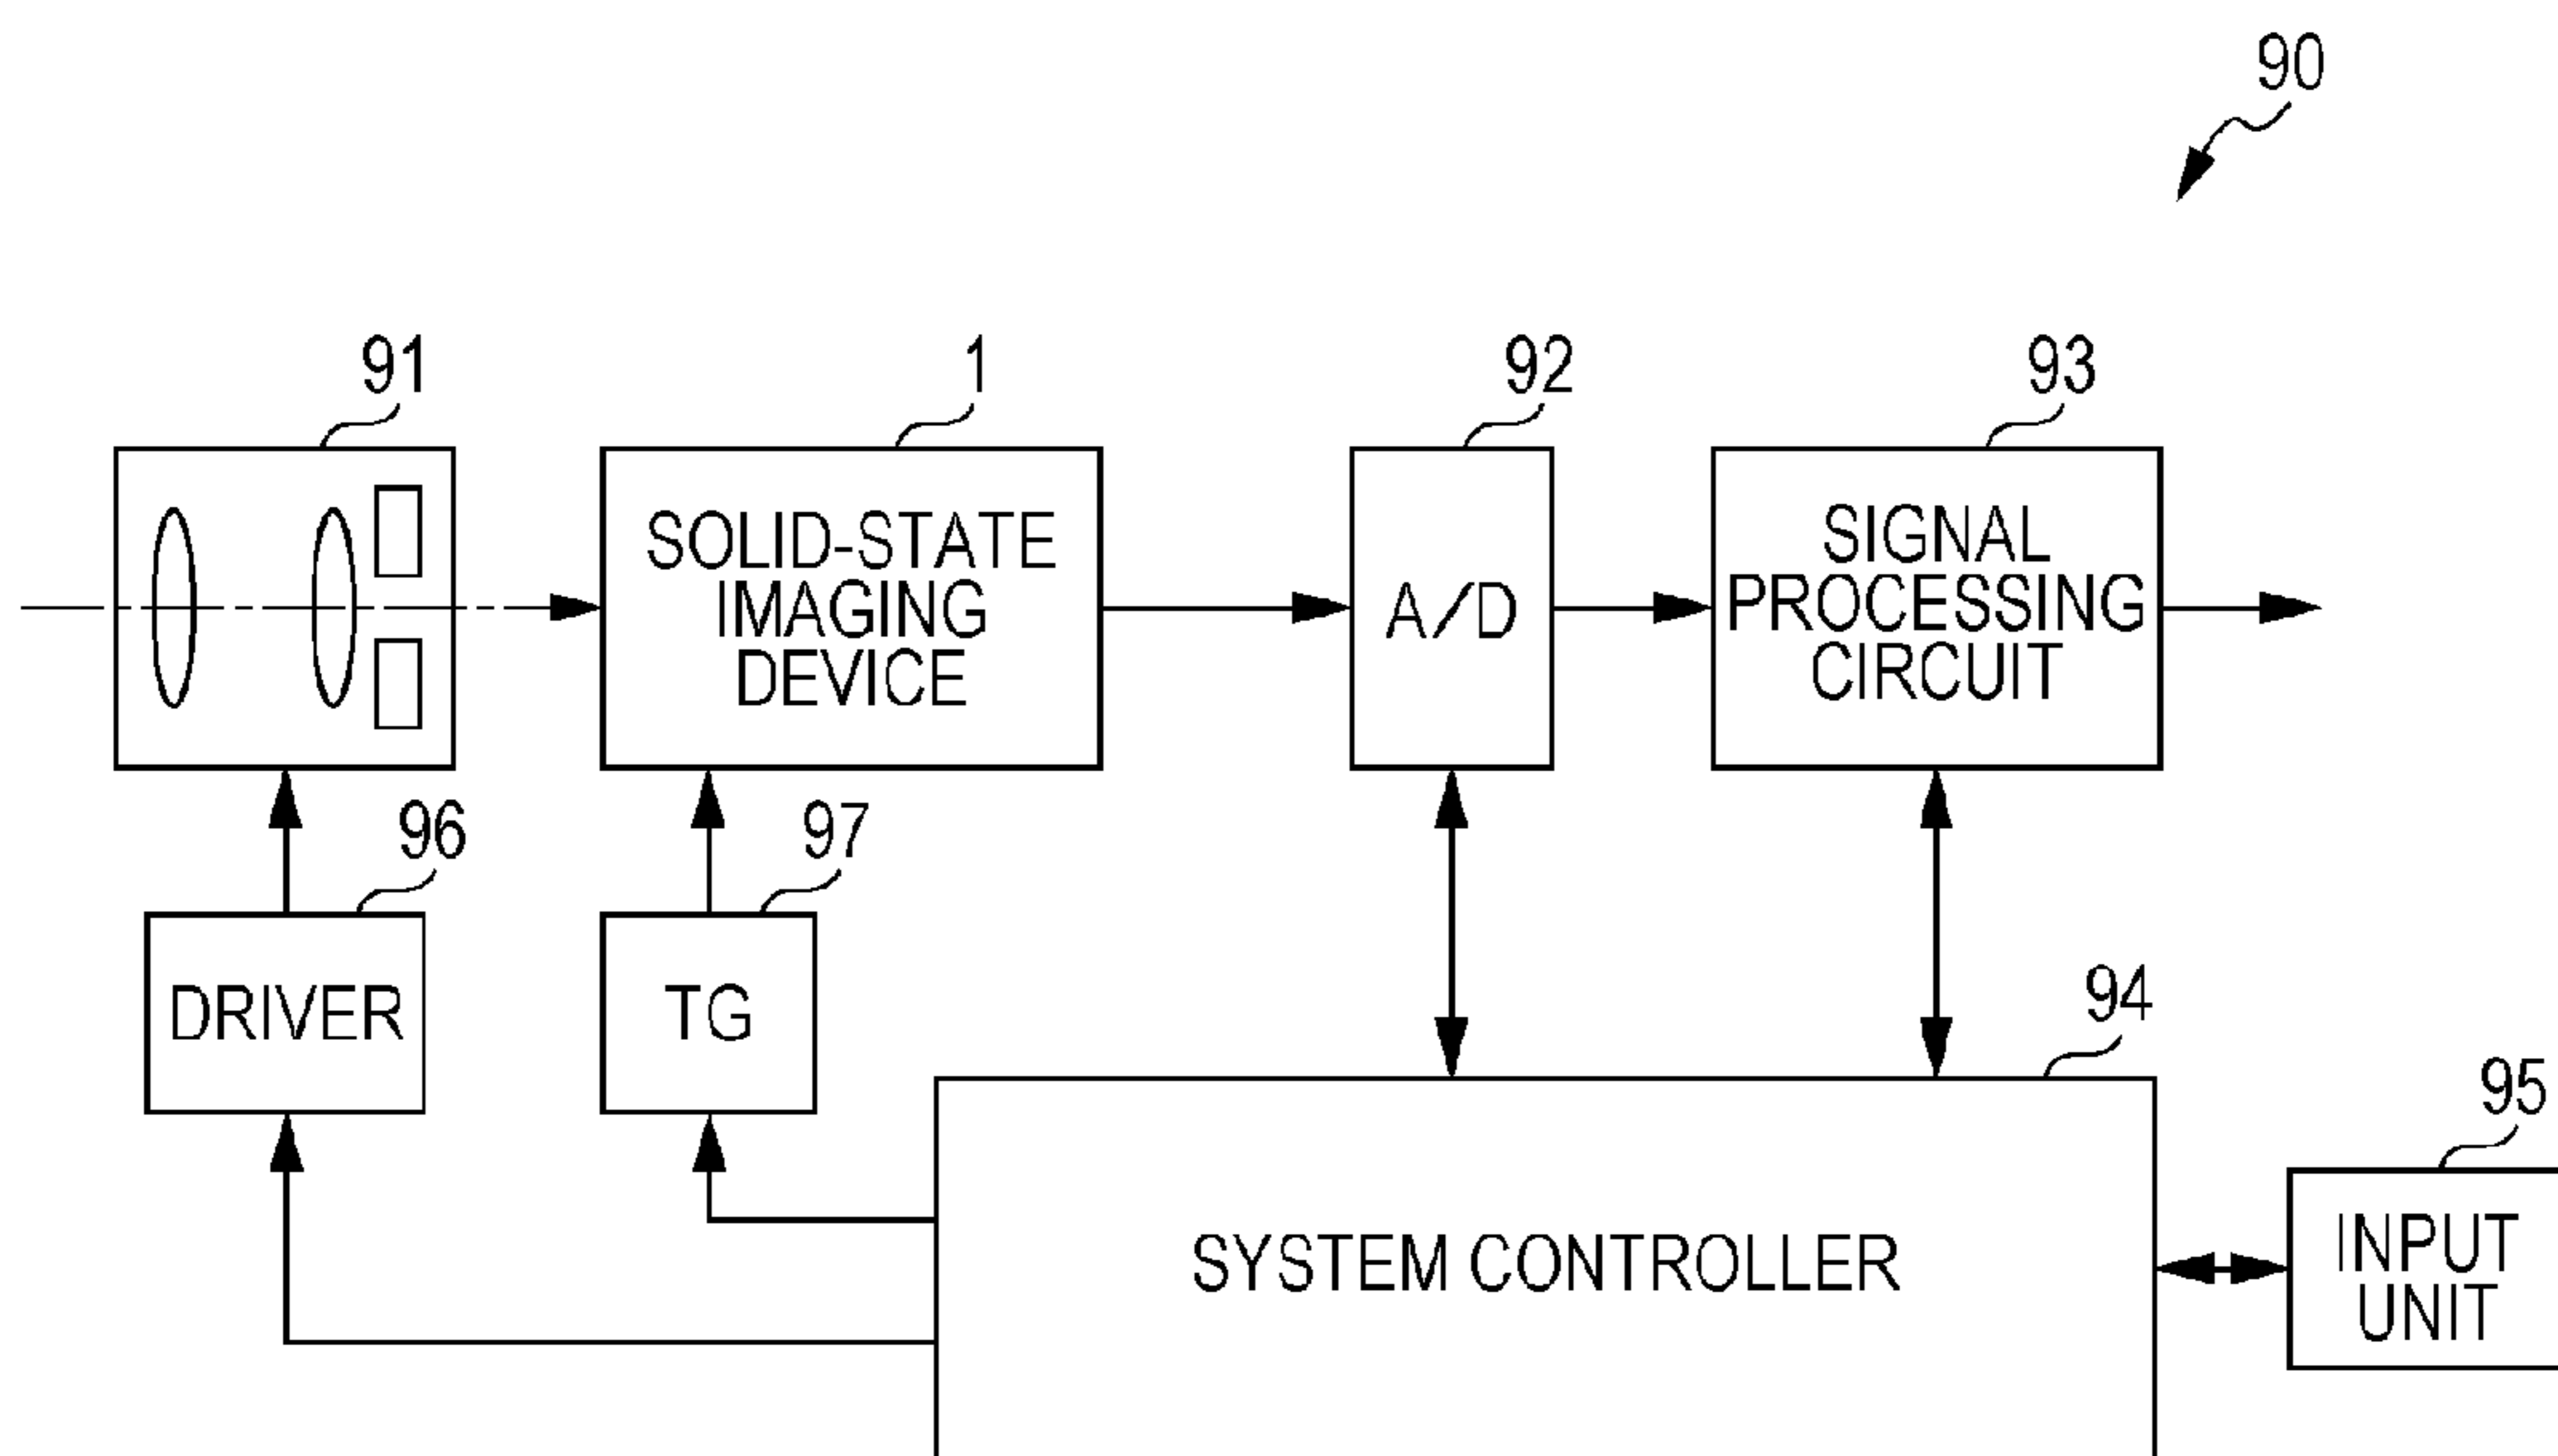 90
91
1
92
93
SOLID-STATE
IMAGING
DEVICE
A/D
SIGNAL
PROCESSING
CIRCUIT
96
97
DRIVER
TG
94
95
SYSTEM CONTROLLER
INPUT
UNIT